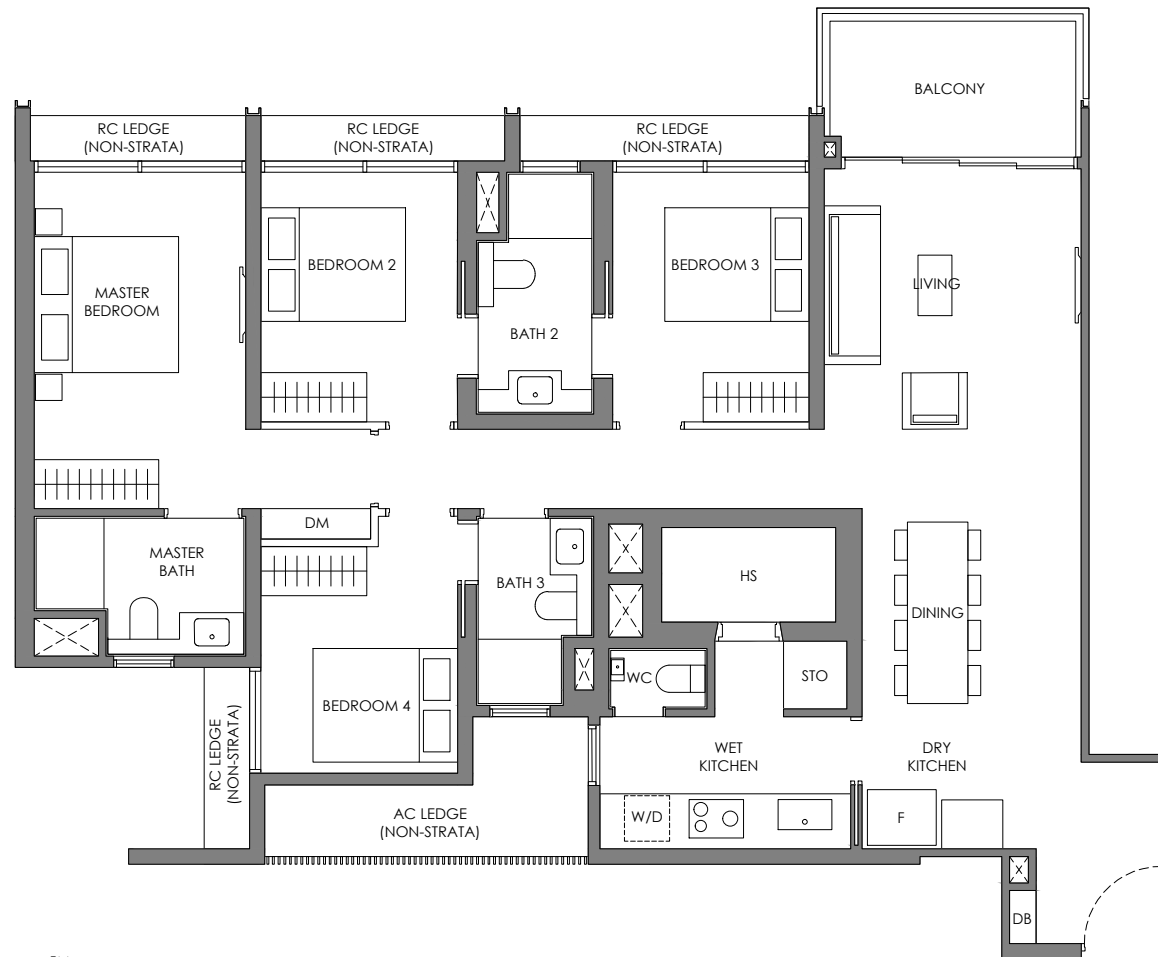 BALCONY
RC LEDGE
(NON-STRATA)
RC LEDGE
(NON-STRATA)
RC LEDGE
(NON-STRATA)
MASTER
BEDROOM
BEDROOM 2
BATH 2
BEDROOM 3
LIVING
DM
MASTER
BATH
BATH 3
HS
DINING
WC
STO
BEDROOM 4
RC LEDGE
(NON-STRATA)
WET
KITCHEN
DRY
KITCHEN
AC LEDGE
(NON-STRATA)
W/D
F
DB